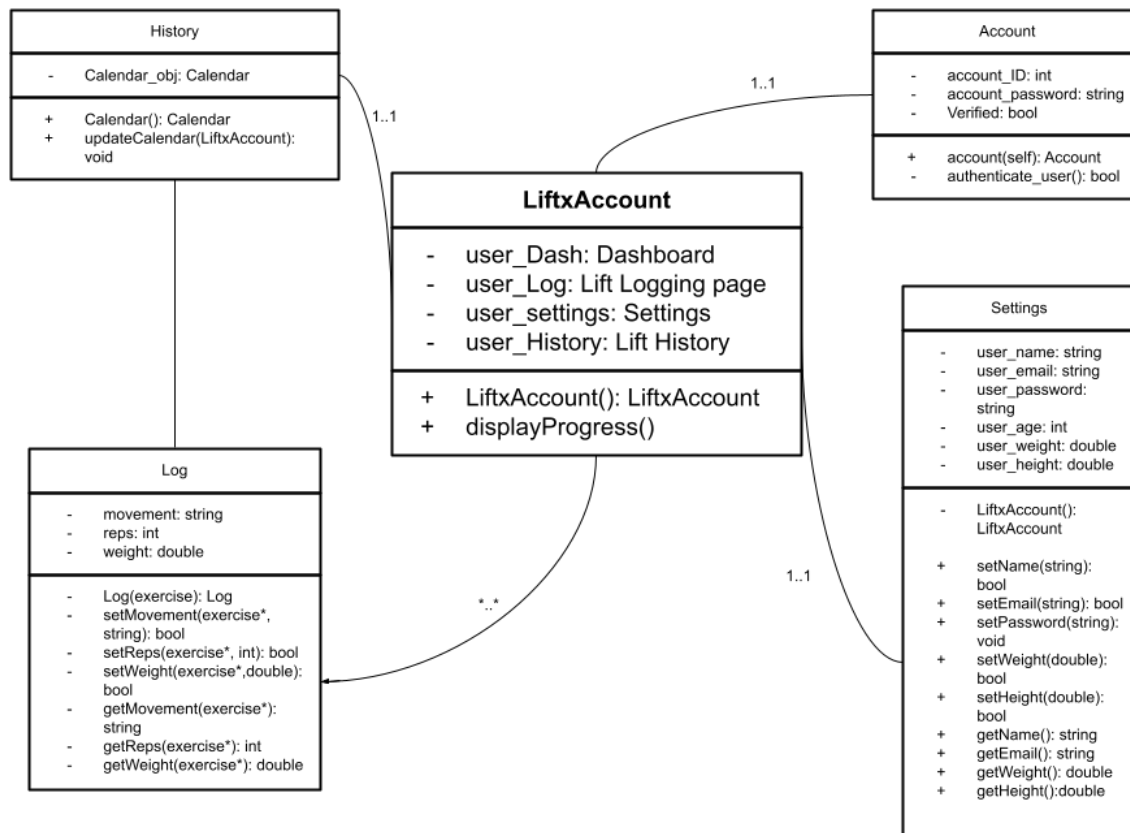 History
- Calendar_obj: Calendar
+ Calendar(): Calendar
+ updateCalendar(LiftxAccount):
void
1..1
1..1
Account
- account_ID: int
- account_password: string
- Verified: bool
+ account(self): Account
- authenticate_user(): bool
LiftxAccount
- user_Dash: Dashboard
- user_Log: Lift Logging page
- user_settings: Settings
- user_History: Lift History
+ LiftxAccount(): LiftxAccount
+ displayProgress()
Settings
- user_name: string
- user_email: string
- user_password:
string
- user_age: int
- user_weight: double
- user_height: double
- LiftxAccount():
LiftxAccount
+ setName(string):
bool
+ setEmail(string): bool
+ setPassword(string):
void
+ setWeight(double):
bool
+ setHeight(double):
bool
+ getName(): string
+ getEmail(): string
+ getWeight(): double
+ getHeight():double
1..1
*..*
Log
- movement: string
- reps: int
- weight: double
- Log(exercise): Log
- setMovement(exercise*,
string): bool
- setReps(exercise*, int): bool
- setWeight(exercise*,double):
bool
- getMovement(exercise*):
string
- getReps(exercise*): int
- getWeight(exercise*): double